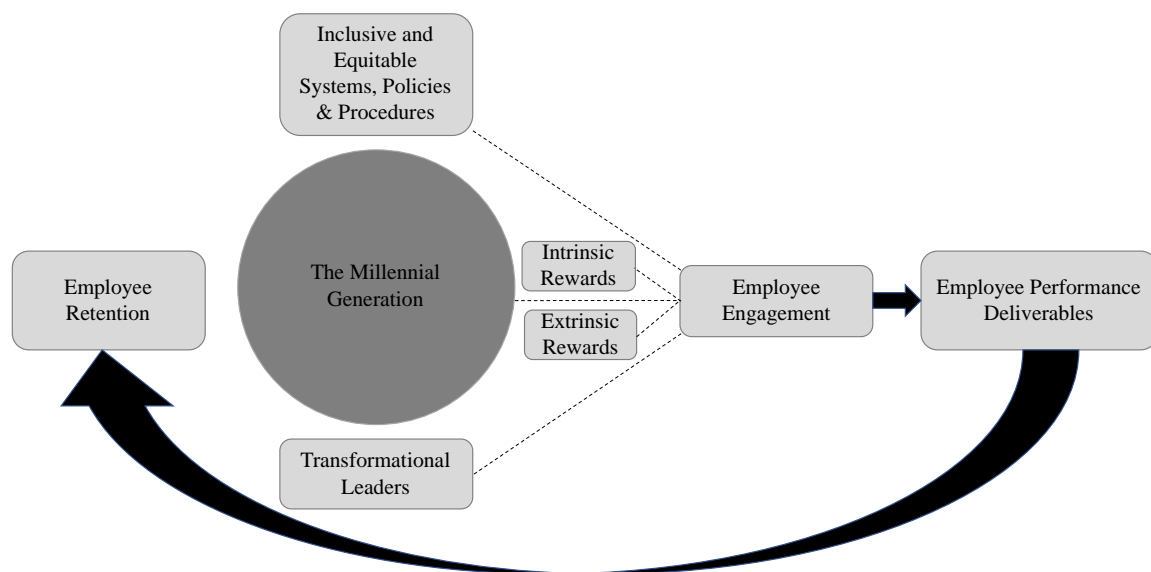 Inclusive and
Equitable
Systems, Policies
& Procedures
Employee
Retention
The Millennial
Generation
Intrinsic
Rewards
Extrinsic
Rewards
Employee
Engagement
Employee Performance
Deliverables
Transformational
Leaders